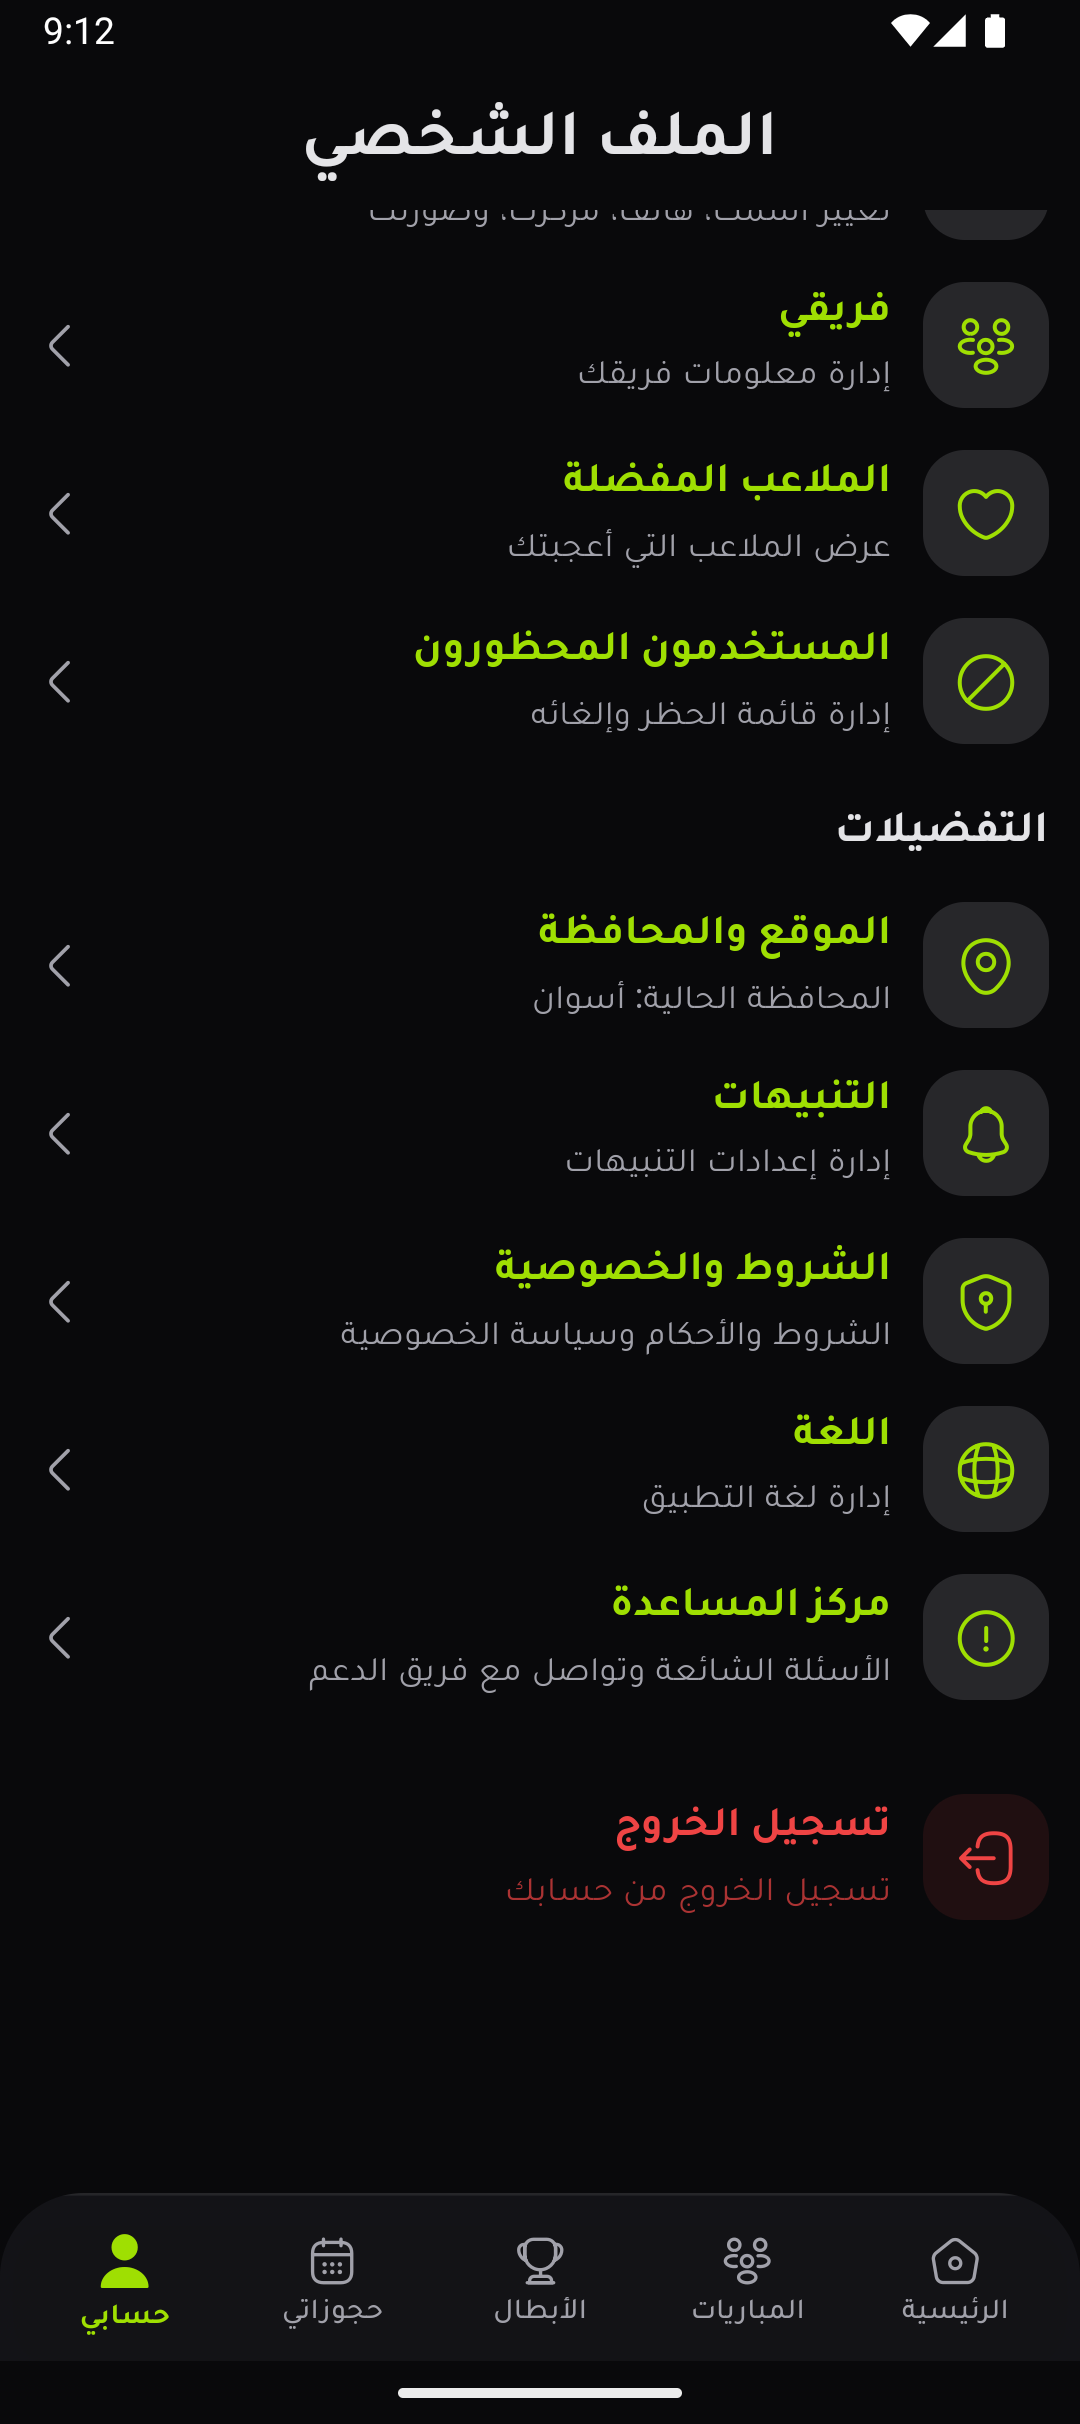 9:12
الملف الشخصي
فريقي
إدارة معلومات فريقك
الملاعب المفضلة
عرض الملاعب التي أعجبتك
المستخدمون المحظورون
إدارة قائمة الحظر وإلغائه
التفضيلات
الموقع والمحافظة
المحافظة الحالية: أسوان
التنبيهات
إدارة إعدادات التنبيهات
الشروط والخصوصية
الشروط والأحكام وسياسة الخصوصية
اللغة
إدارة لغة التطبيق
مركز المساعدة
الأسئلة الشائعة وتواصل مع فريق الدعم
تسجيل الخروج
تسجيل الخروج من حسابك
الرئيسية
المباريات
الأبطال
حجوزاتي
حسابي